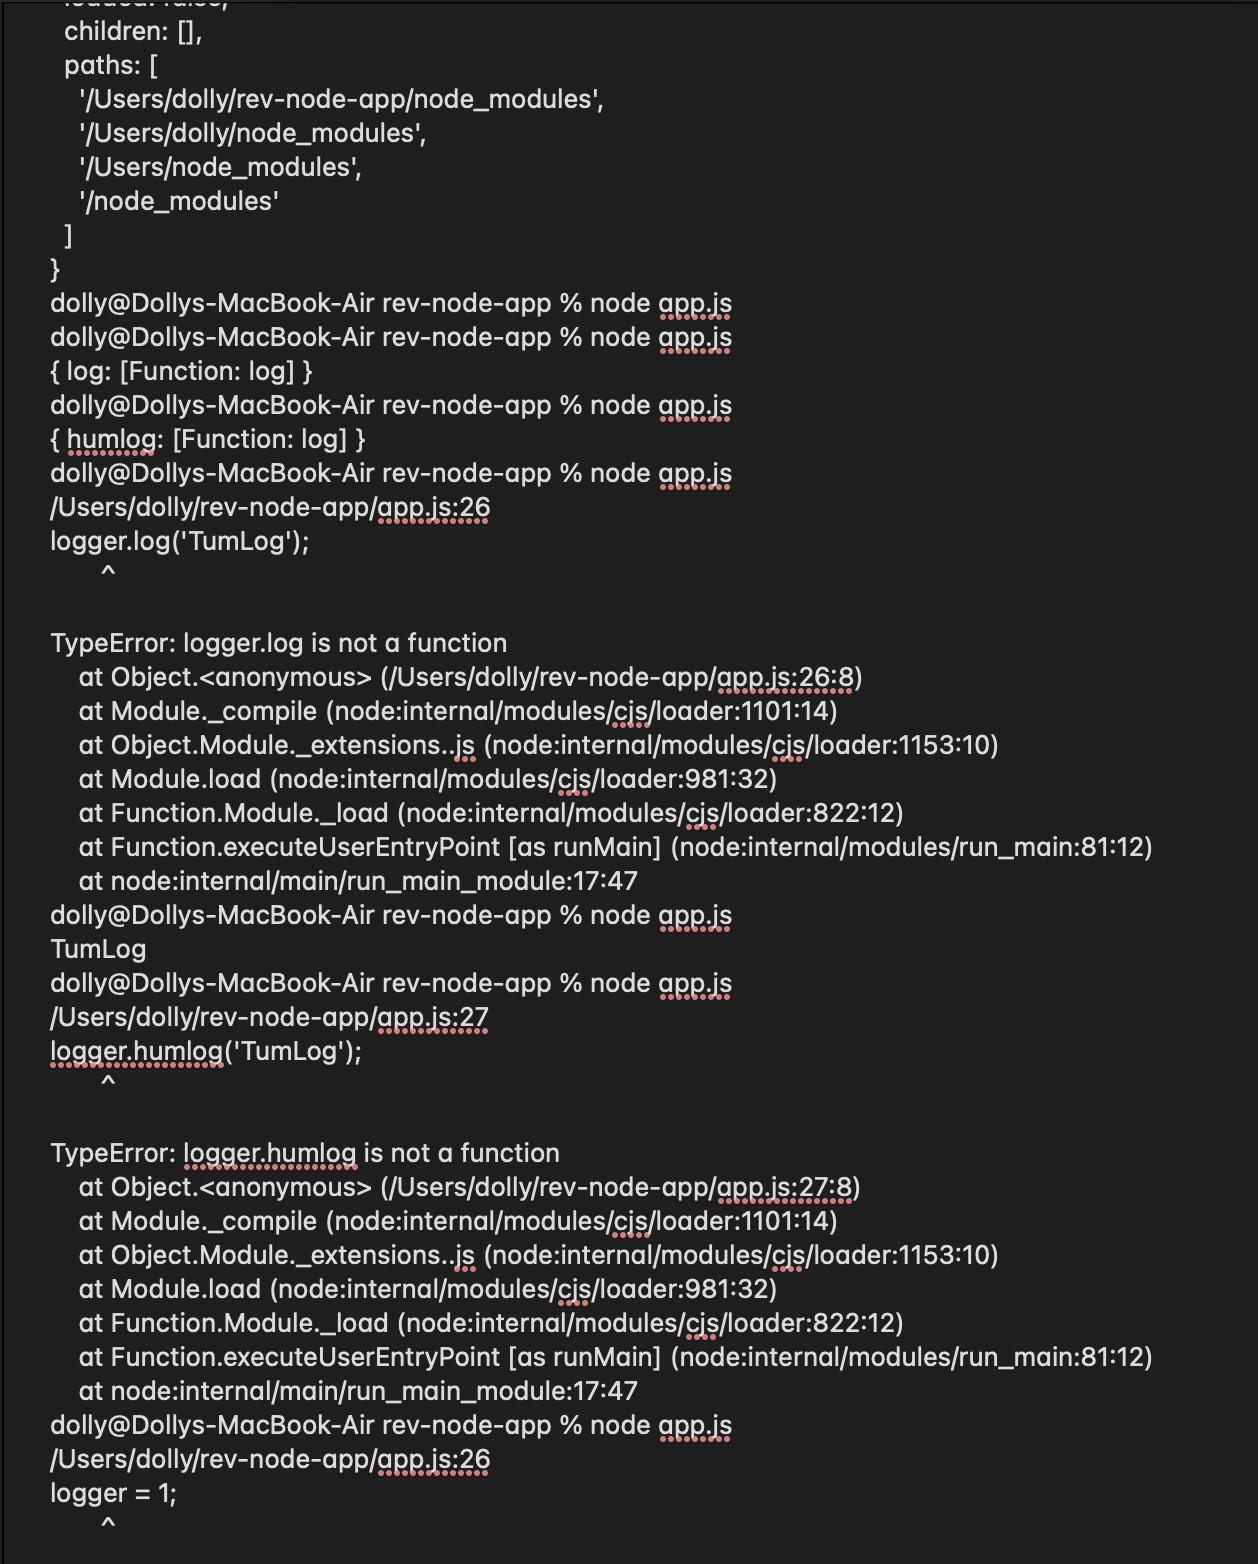 loaded: false,
children: [],
paths: [
'/Users/dolly/rev-node-app/node_modules',
'/Users/dolly/node_modules',
'/Users/node_modules',
'/node_modules'
]
}
dolly@Dollys-MacBook-Air rev-node-app % node app.js
dolly@Dollys-MacBook-Air rev-node-app % node app.js
{ log: [Function: log] }
dolly@Dollys-MacBook-Air rev-node-app % node app.js
{ humlog: [Function: log] }
dolly@Dollys-MacBook-Air rev-node-app % node app.js
/Users/dolly/rev-node-app/app.js:26
logger.log('TumLog');
^
TypeError: logger.log is not a function
at Object.<anonymous> (/Users/dolly/rev-node-app/app.js:26:8)
at Module._compile (node:internal/modules/cjs/loader:1101:14)
at Object.Module._extensions..js (node:internal/modules/cjs/loader:1153:10)
at Module.load (node:internal/modules/cjs/loader:981:32)
at Function.Module._load (node:internal/modules/cjs/loader:822:12)
at Function.executeUserEntryPoint [as runMain] (node:internal/modules/run_main:81:12)
at node:internal/main/run_main_module:17:47
dolly@Dollys-MacBook-Air rev-node-app % node app.js
TumLog
dolly@Dollys-MacBook-Air rev-node-app % node app.js
/Users/dolly/rev-node-app/app.js:27
logger.humlog('TumLog');
^
TypeError: logger.humlog is not a function
at Object.<anonymous> (/Users/dolly/rev-node-app/app.js:27:8)
at Module._compile (node:internal/modules/cjs/loader:1101:14)
at Object.Module._extensions..js (node:internal/modules/cjs/loader:1153:10)
at Module.load (node:internal/modules/cjs/loader:981:32)
at Function.Module._load (node:internal/modules/cjs/loader:822:12)
at Function.executeUserEntryPoint [as runMain] (node:internal/modules/run_main:81:12)
at node:internal/main/run_main_module:17:47
dolly@Dollys-MacBook-Air rev-node-app % node app.js
/Users/dolly/rev-node-app/app.js:26
logger = 1;
^